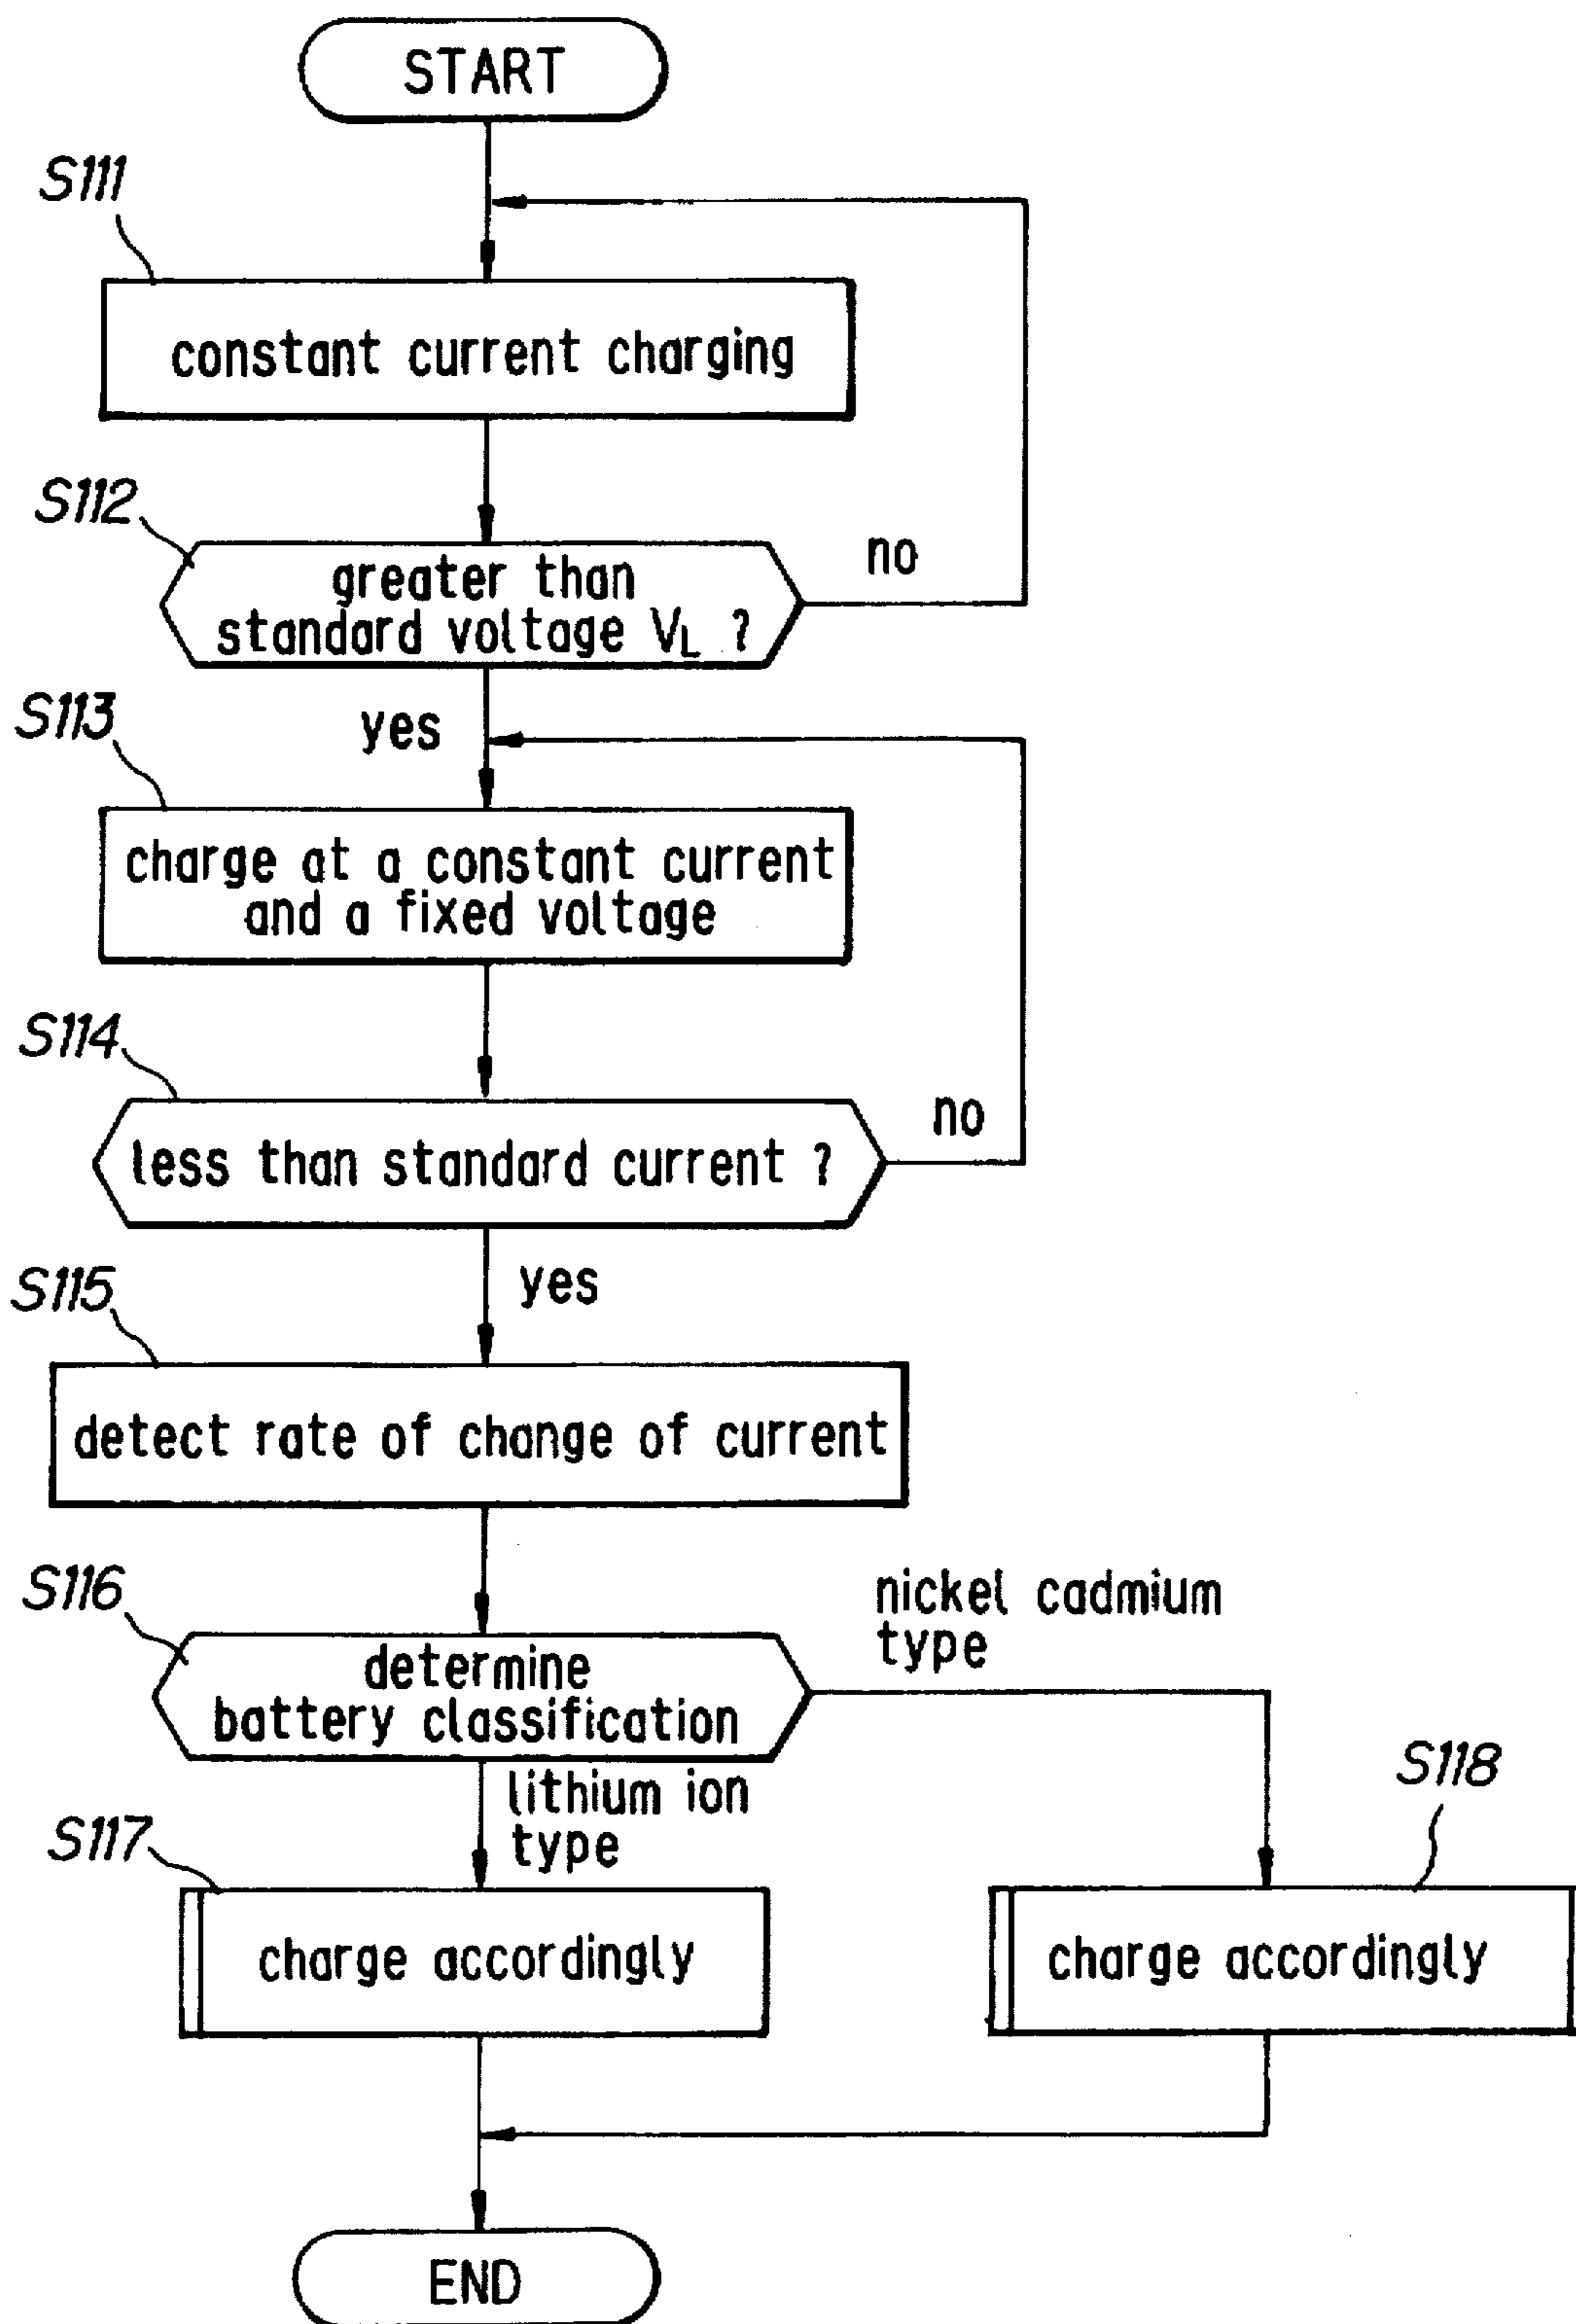 START
S111
constant current charging
S112
greater than
standard voltage VL ?
no
yes
S113
charge at a constant current
and a fixed voltage
S114
less than standard current ?
no
yes
S115
detect rate of change of current
S116
determine
battery classification
nickel cadmium
type
lithium ion
type
S117
charge accordingly
S118
charge accordingly
END